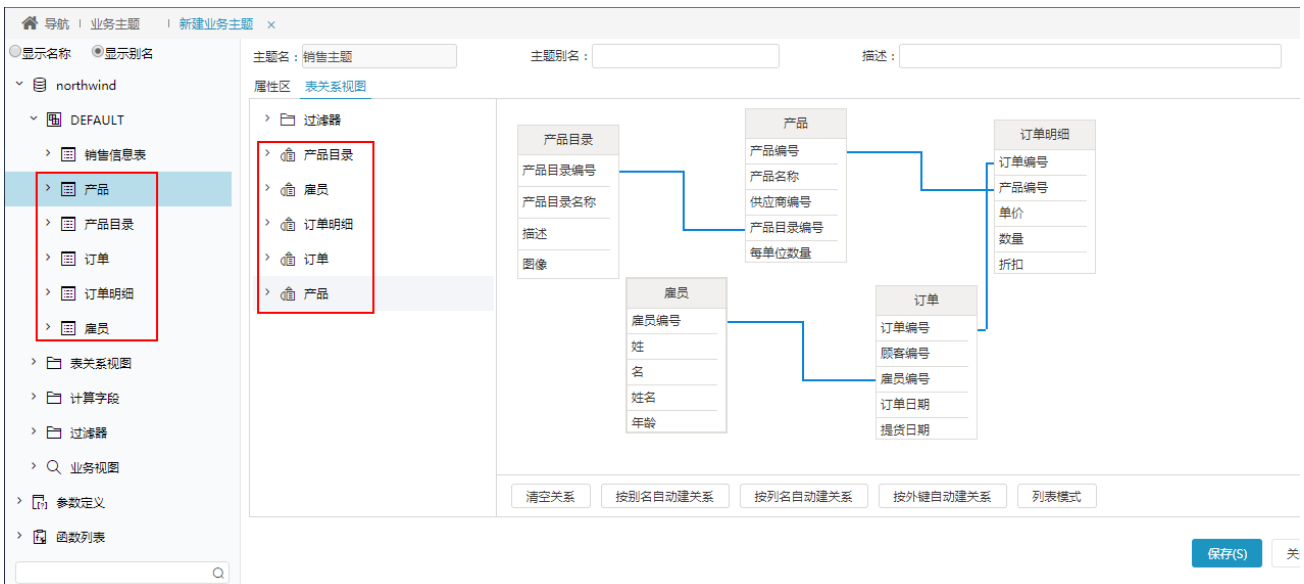 导航 业务主题 新建业务主题 ×
显示名称 显示别名
northwind
DEFAULT
销售信息表
产品
产品目录
订单
订单明细
雇员
表关系视图
计算字段
过滤器
业务视图
参数定义
函数列表
主题名：销售主题 主题别名： 描述：
属性区 表关系视图
过滤器
产品目录
雇员
订单明细
订单
产品
产品目录
产品目录编号
产品目录名称
描述
图像
产品
产品编号
产品名称
供应商编号
产品目录编号
每单位数量
订单明细
订单编号
产品编号
单价
数量
折扣
雇员
雇员编号
姓
名
姓名
年龄
订单
订单编号
顾客编号
雇员编号
订单日期
提货日期
清空关系 按别名自动建关系 按列名自动建关系 按外键自动建关系 列表模式
保存(S) 关